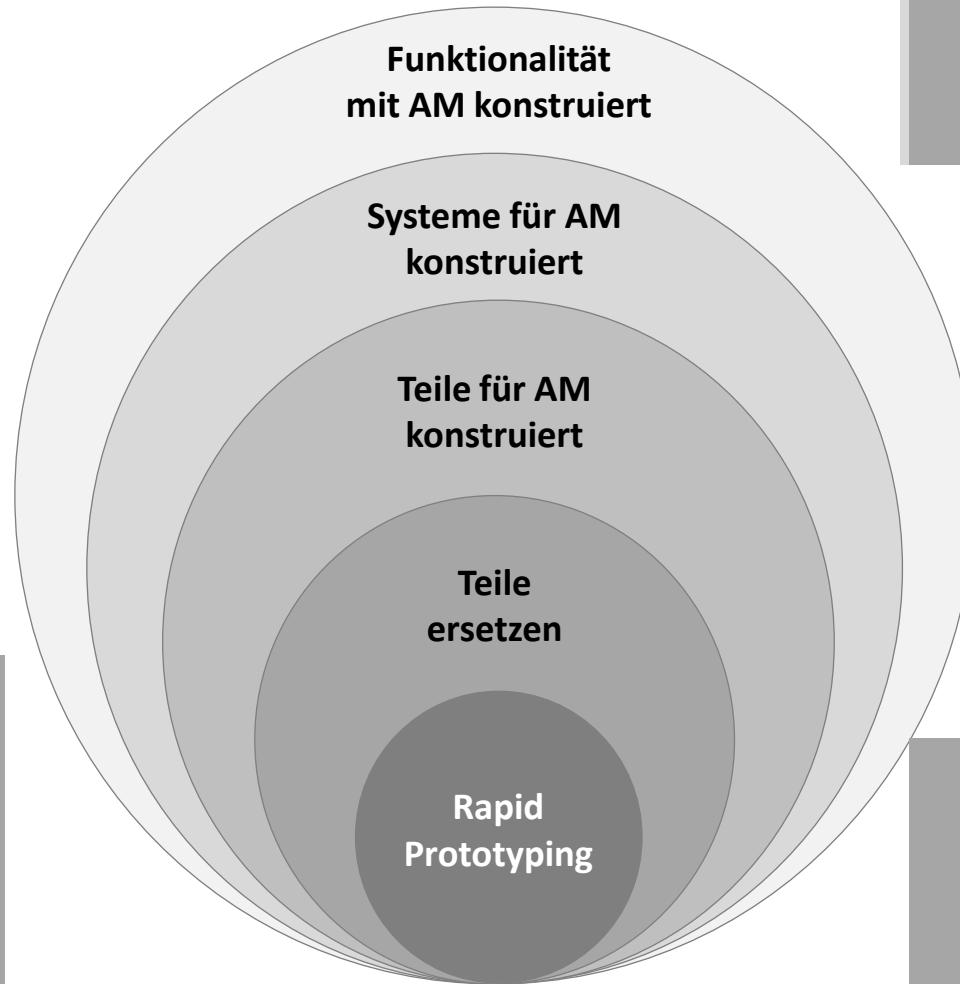 Funktionalität
mit AM konstruiert
Systeme für AM
konstruiert
Teile für AM
konstruiert
Teile
ersetzen
Rapid
Prototyping